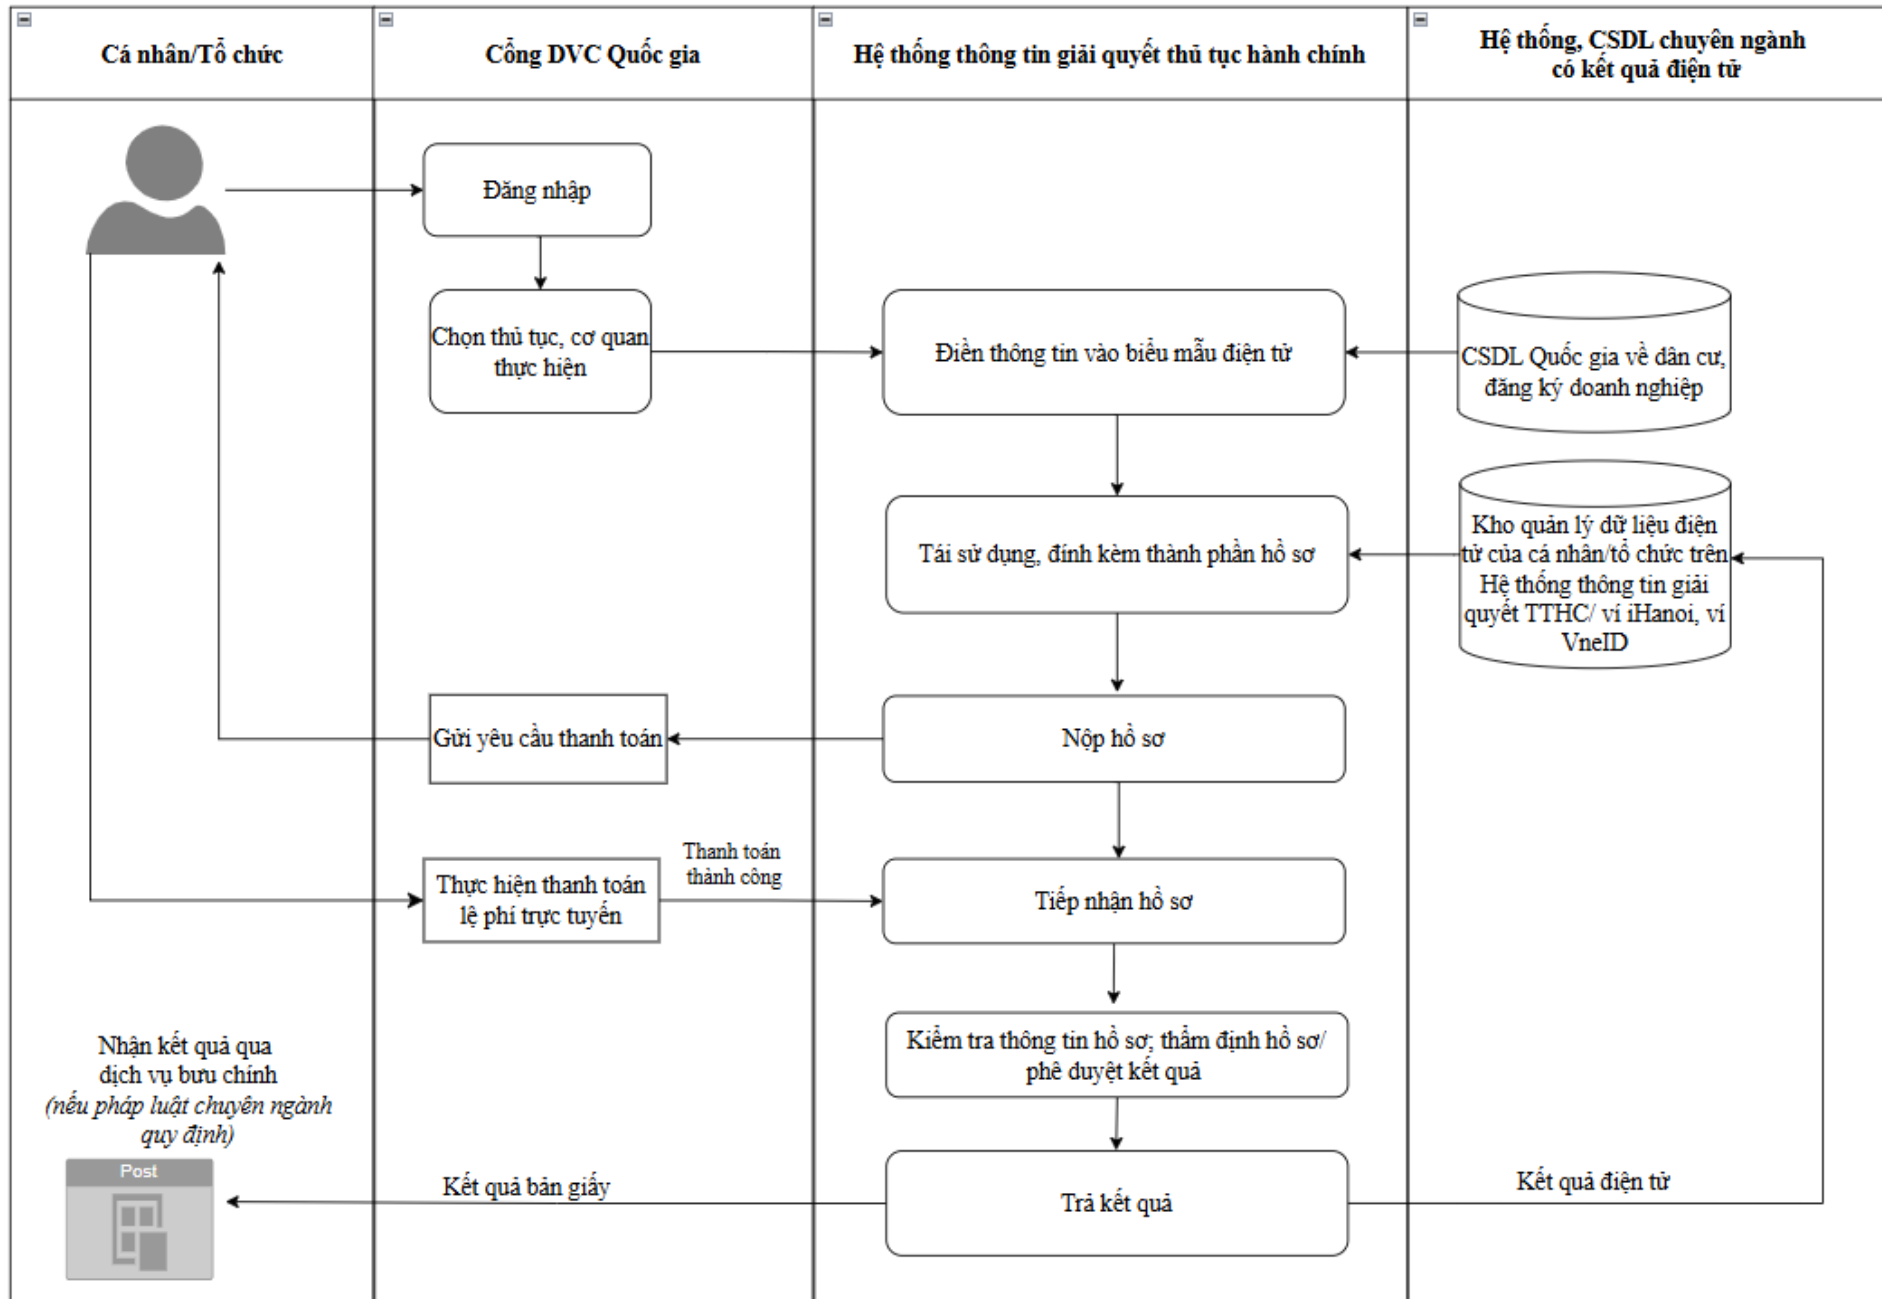 Cá nhân/Tổ chức
Cổng DVC Quốc gia
Hệ thống thông tin giải quyết thủ tục hành chính
Hệ thống, CSDL chuyên ngành
có kết quả điện tử
Đăng nhập
Chọn thủ tục, cơ quan
thực hiện
Điền thông tin vào biểu mẫu điện tử
CSDL Quốc gia về dân cư,
đăng ký doanh nghiệp
Tái sử dụng, đính kèm thành phần hồ sơ
Kho quản lý dữ liệu điện
tử của cá nhân/tổ chức trên
Hệ thống thông tin giải
quyết TTHC/ ví iHanoi, ví
VneID
Gửi yêu cầu thanh toán
Nộp hồ sơ
Thực hiện thanh toán
lệ phí trực tuyến
Thanh toán
thành công
Tiếp nhận hồ sơ
Kiểm tra thông tin hồ sơ; thẩm định hồ sơ/
phê duyệt kết quả
Nhận kết quả qua
dịch vụ bưu chính
(nếu pháp luật chuyên ngành
quy định)
Post
Kết quả bản giấy
Trả kết quả
Kết quả điện tử